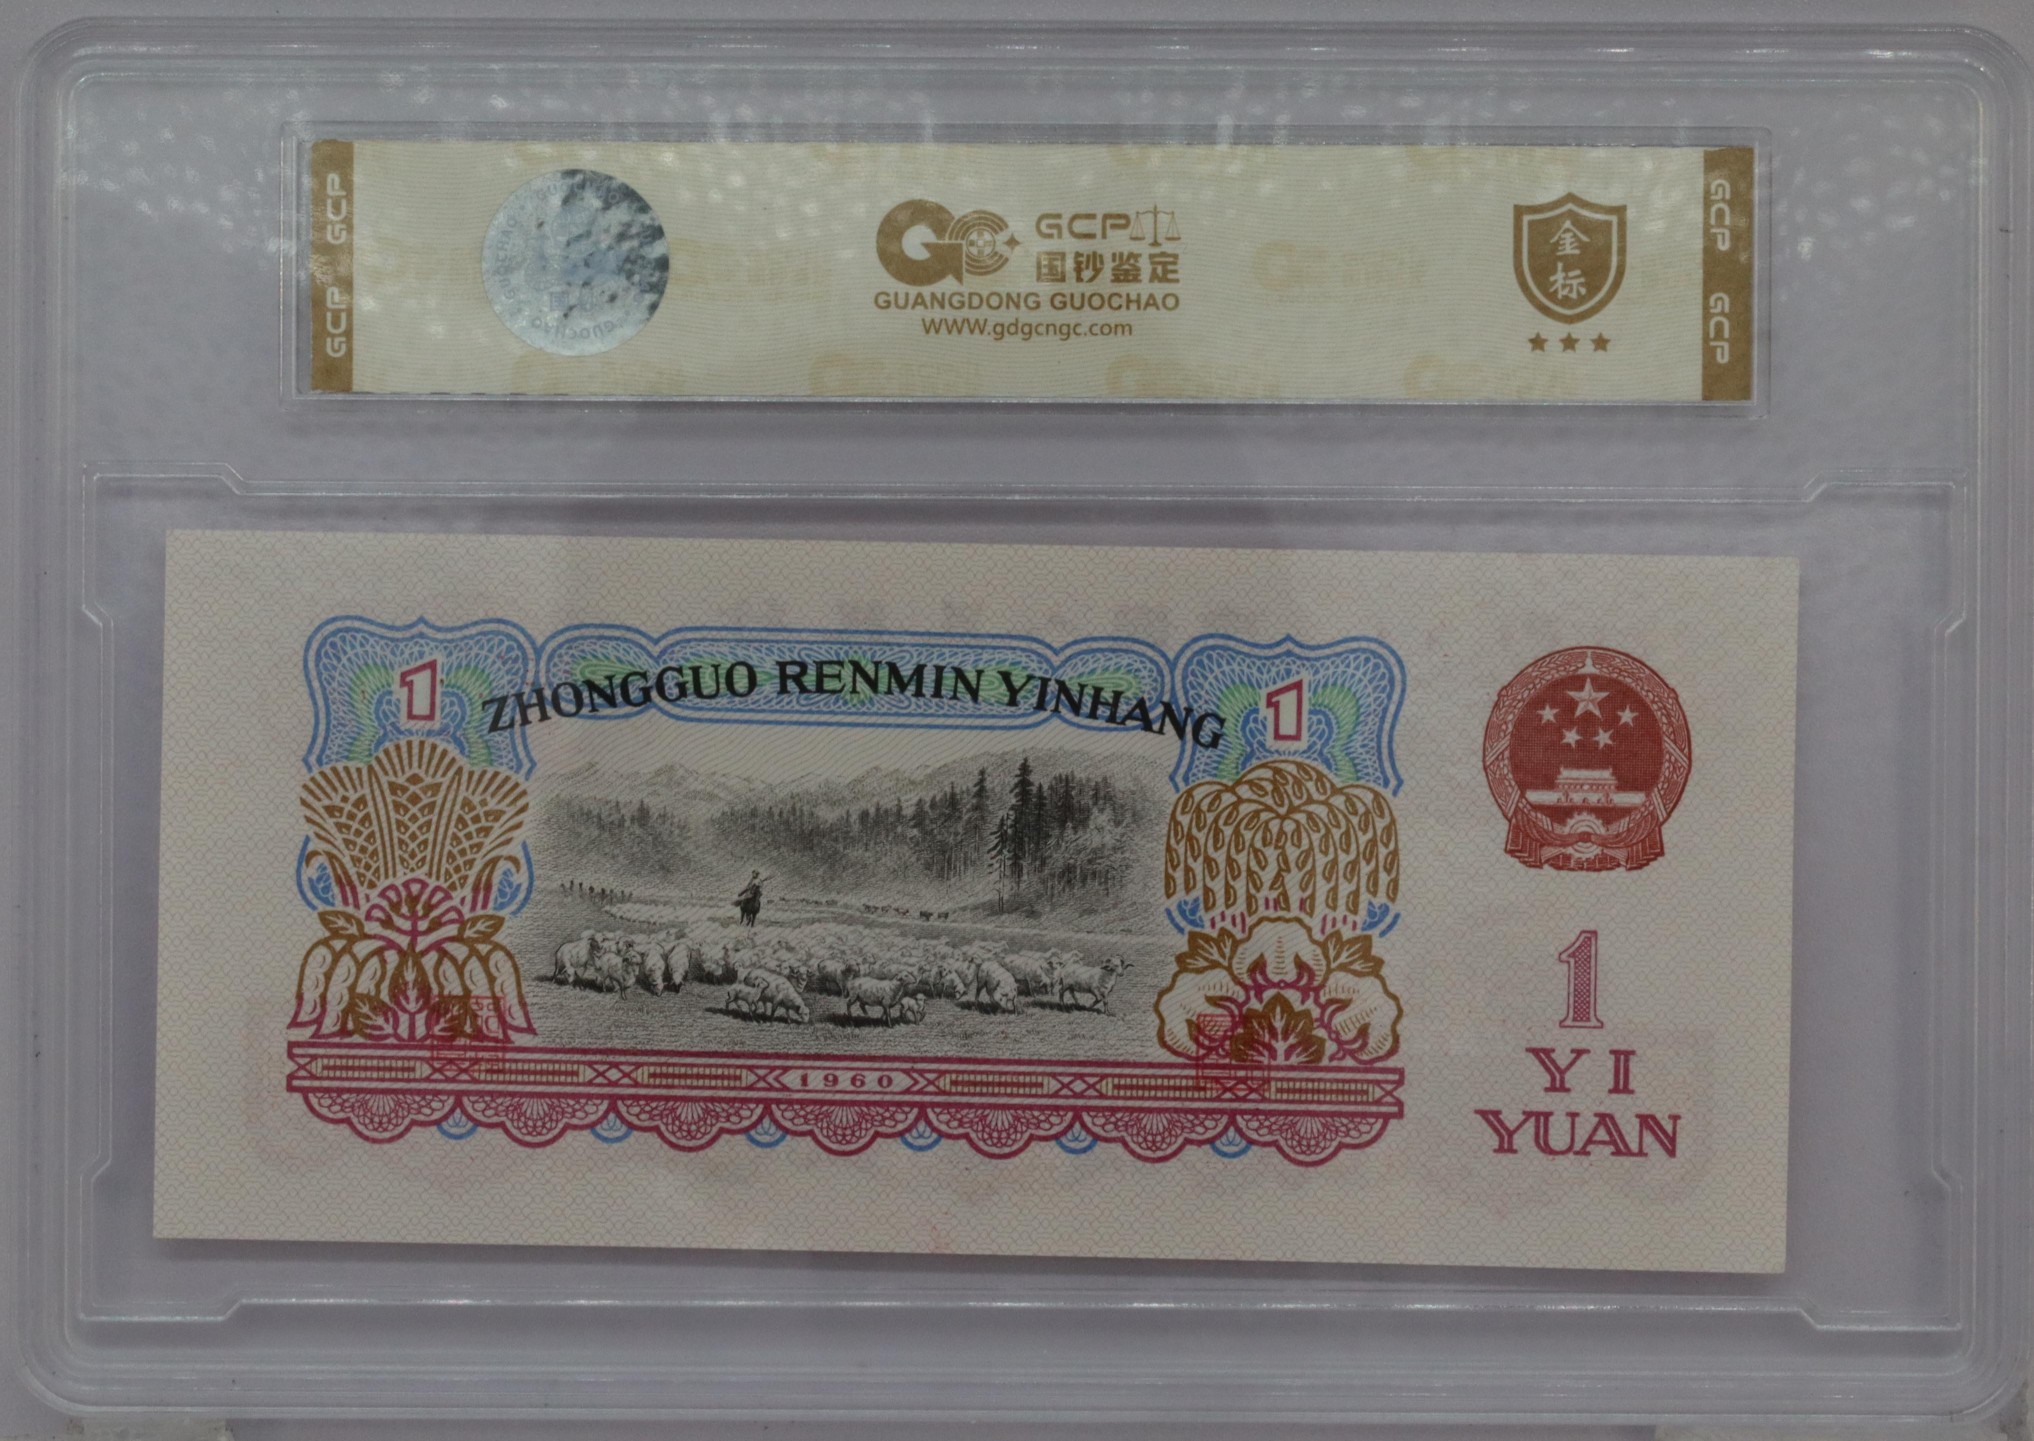 GCP GCP
GCP
国钞鉴定
GUANGDONG GUOCHAO
WWW.gdgcngc.com
金标
GCP GCP
1 ZHONGGUO RENMIN YINHANG 1
1960
1
YI
YUAN